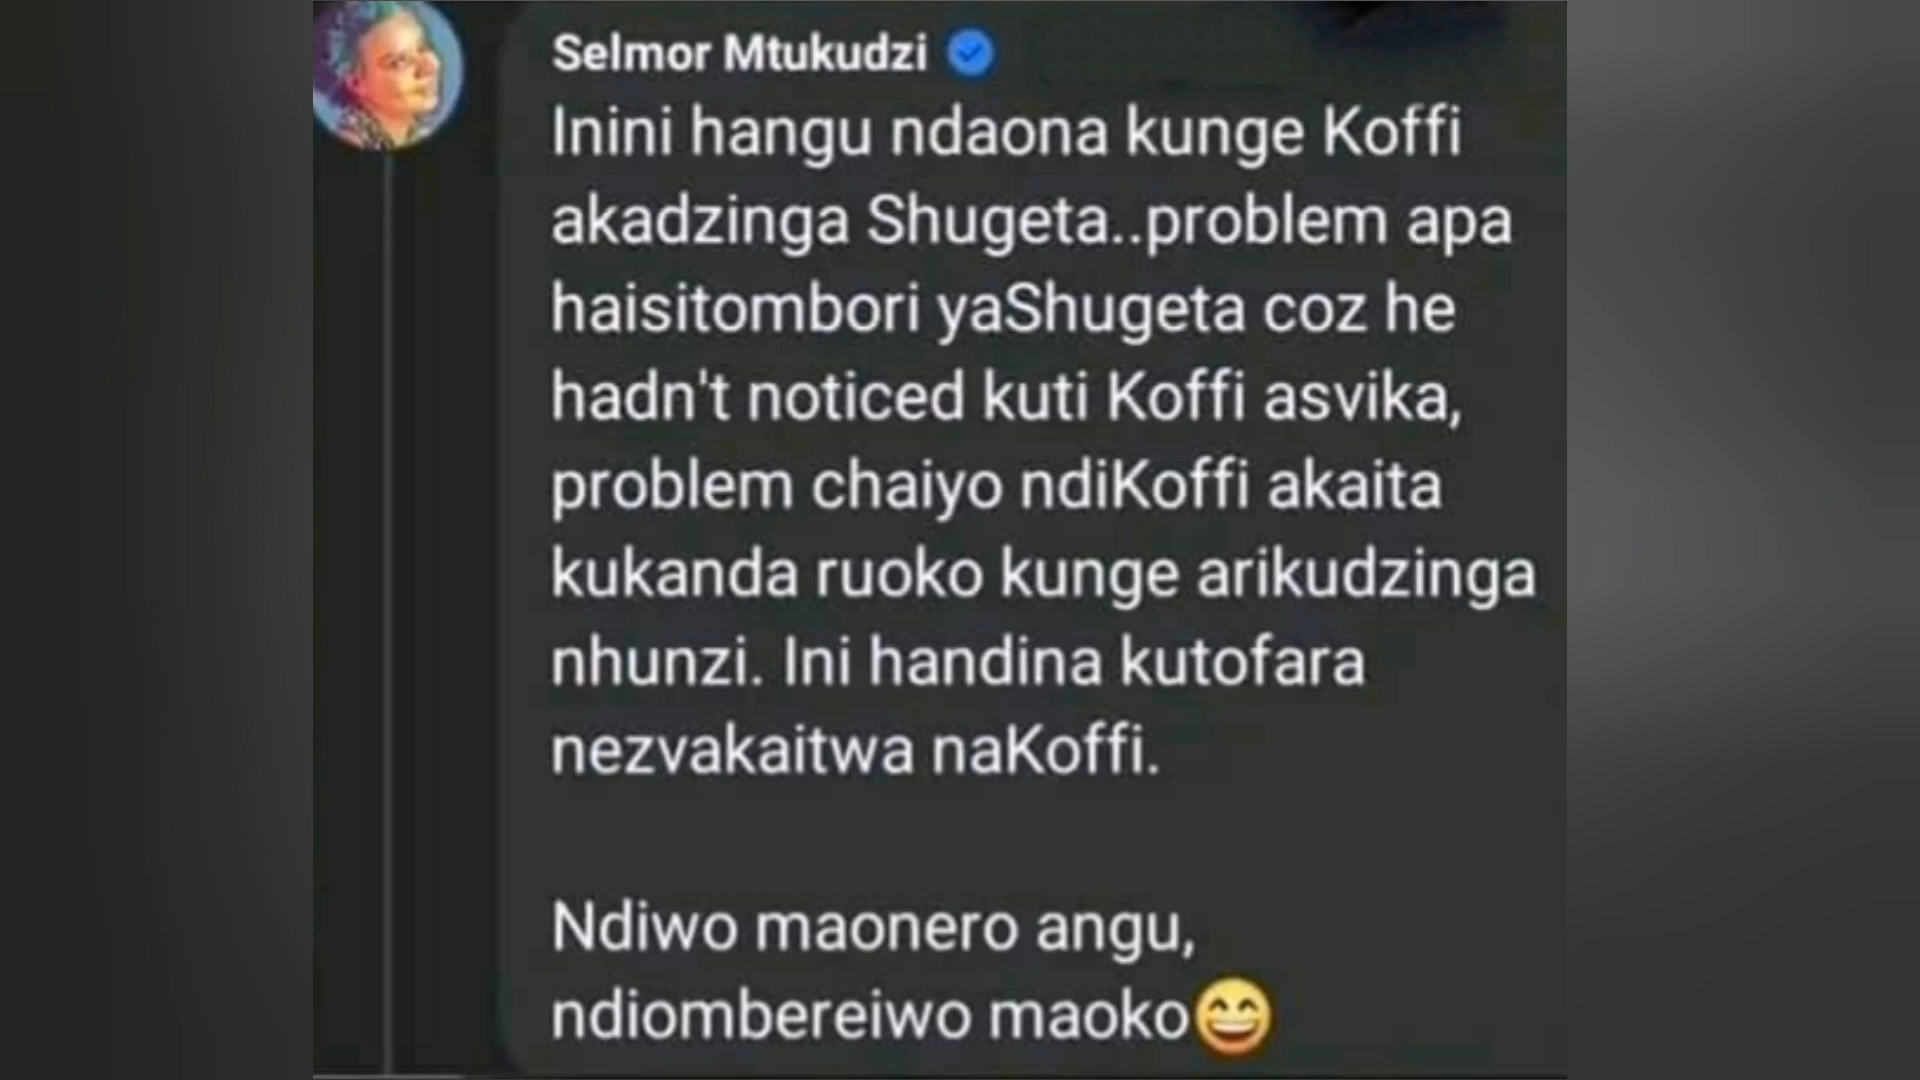 Selmor Mtukudzi
Inini hangu ndaona kunge Koffi
akadzinga Shugeta..problem apa
haisitombori yaShugeta coz he
hadn't noticed kuti Koffi asvika,
problem chaiyo ndiKoffi akaita
kukanda ruoko kunge arikudzinga
nhunzi. Ini handina kutofara
nezvakaitwa naKoffi.
Ndiwo maonero angu,
ndiombereiwo maoko😄